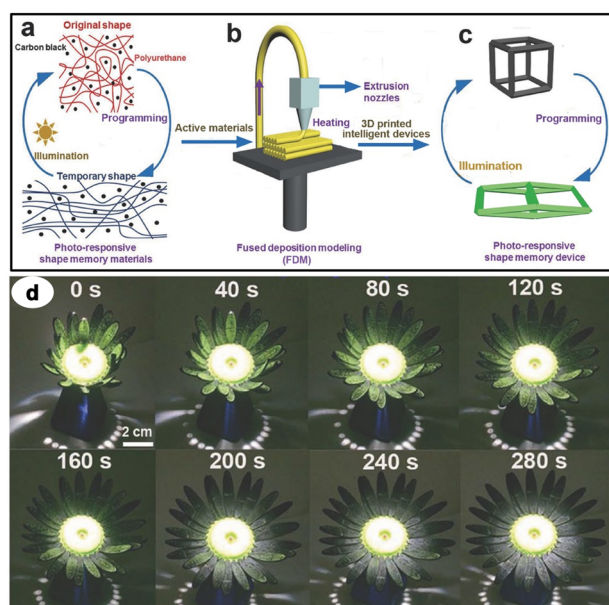 a
Original shape
Carbon black
Polyurethane
Programming
Illumination
Temporary shape
Photo-responsive
shape memory materials
Active materials
b
Extrusion
nozzles
Heating
3D printed
intelligent devices
Fused deposition modeling
(FDM)
c
Programming
Illumination
Photo-responsive
shape memory device
d
0 s
40 s
80 s
120 s
2 cm
160 s
200 s
240 s
280 s